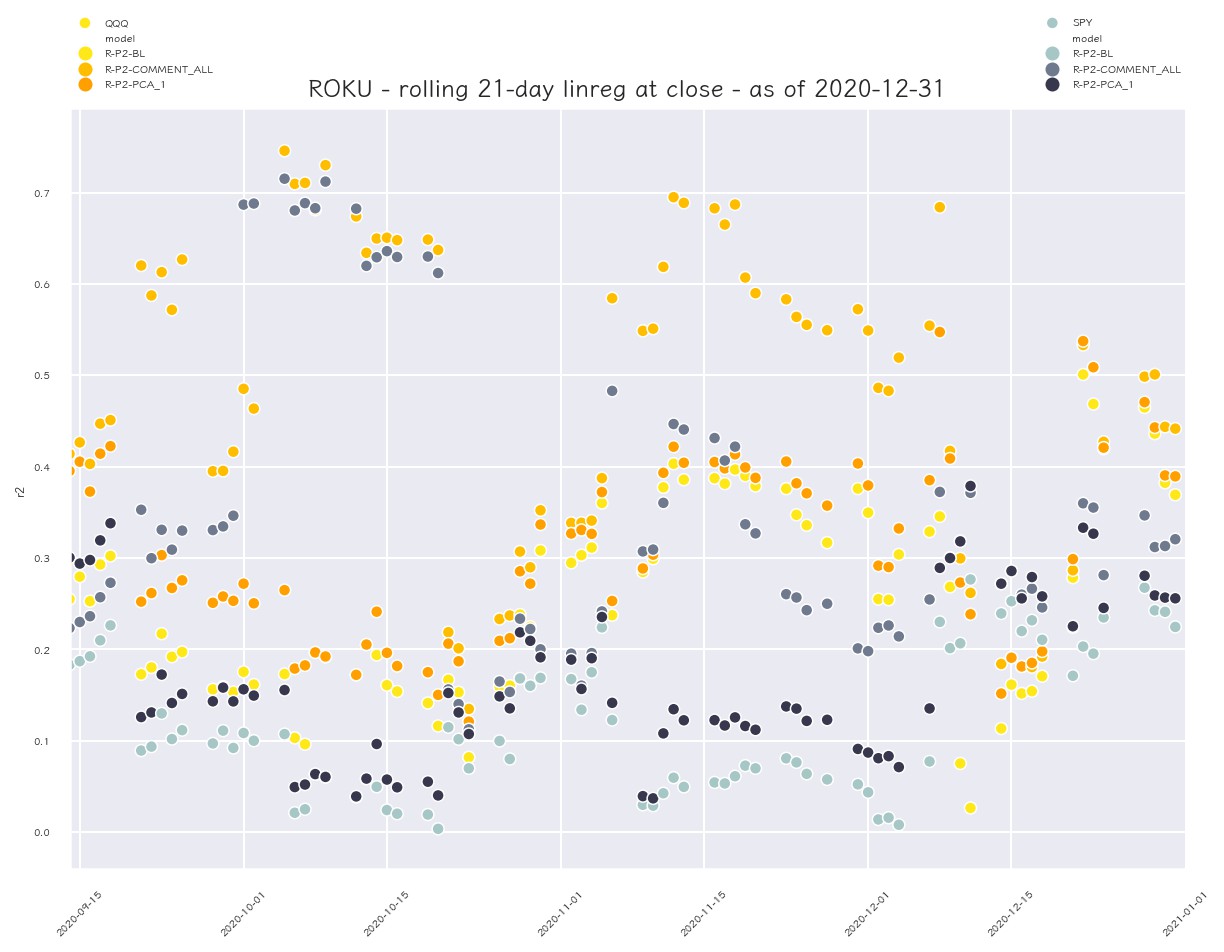 QQQ
model
R-P2-BL
R-P2-COMMENT_ALL
R-P2-PCA_1
SPY
model
R-P2-BL
R-P2-COMMENT_ALL
R-P2-PCA_1
ROKU - rolling 21-day linreg at close - as of 2020-12-31
0.7
0.6
0.5
0.4
0.3
0.2
0.1
0.0
r2
2020-09-15
2020-10-01
2020-10-15
2020-11-01
2020-11-15
2020-12-01
2020-12-15
2021-01-01